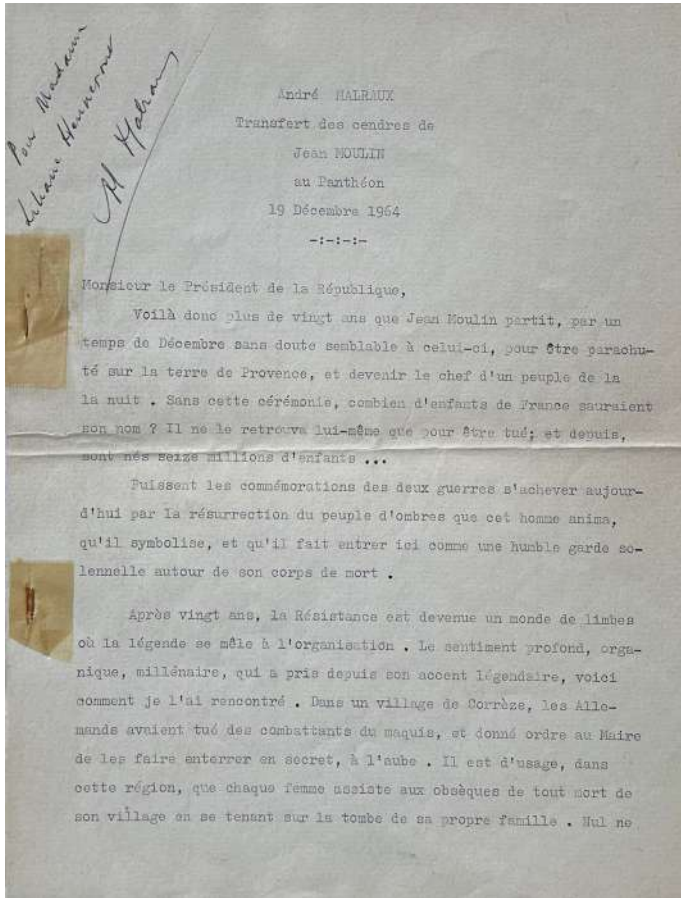 Pour Madame
Liliane
A Malraux
André MALRAUX
Transfert des cendres de
Jean MOULIN
au Panthéon
19 Décembre 1964
-:-:-:-
Monsieur le Président de la République,
Voilà donc plus de vingt ans que Jean Moulin partit, par un
temps de Décembre sans doute semblable à celui-ci, pour être parachu-
té sur la terre de Provence, et devenir le chef d'un peuple de la
la nuit . Sans cette cérémonie, combien d'enfants de France sauraient
son nom ? Il ne le retrouva lui-même que pour être tué; et depuis,
sont nés seize millions d'enfants ...
Puissent les commémorations des deux guerres s'achever aujour-
d'hui par la résurrection du peuple d'ombres que cet homme anima,
qu'il symbolise, et qu'il fait entrer ici comme une humble garde so-
lennelle autour de son corps de mort .
Après vingt ans, la Résistance est devenue un monde de limbes
où la légende se mêle à l'organisation . Le sentiment profond, orga-
nique, millénaire, qui a pris depuis son accent légendaire, voici
comment je l'ai rencontré . Dans un village de Corrèze, les Alle-
mands avaient tué des combattants du maquis, et donné ordre au Maire
de les faire enterrer en secret, à l'aube . Il est d'usage, dans
cette région, que chaque femme assiste aux obsèques de tout mort de
son village en se tenant sur la tombe de sa propre famille . Nul ne